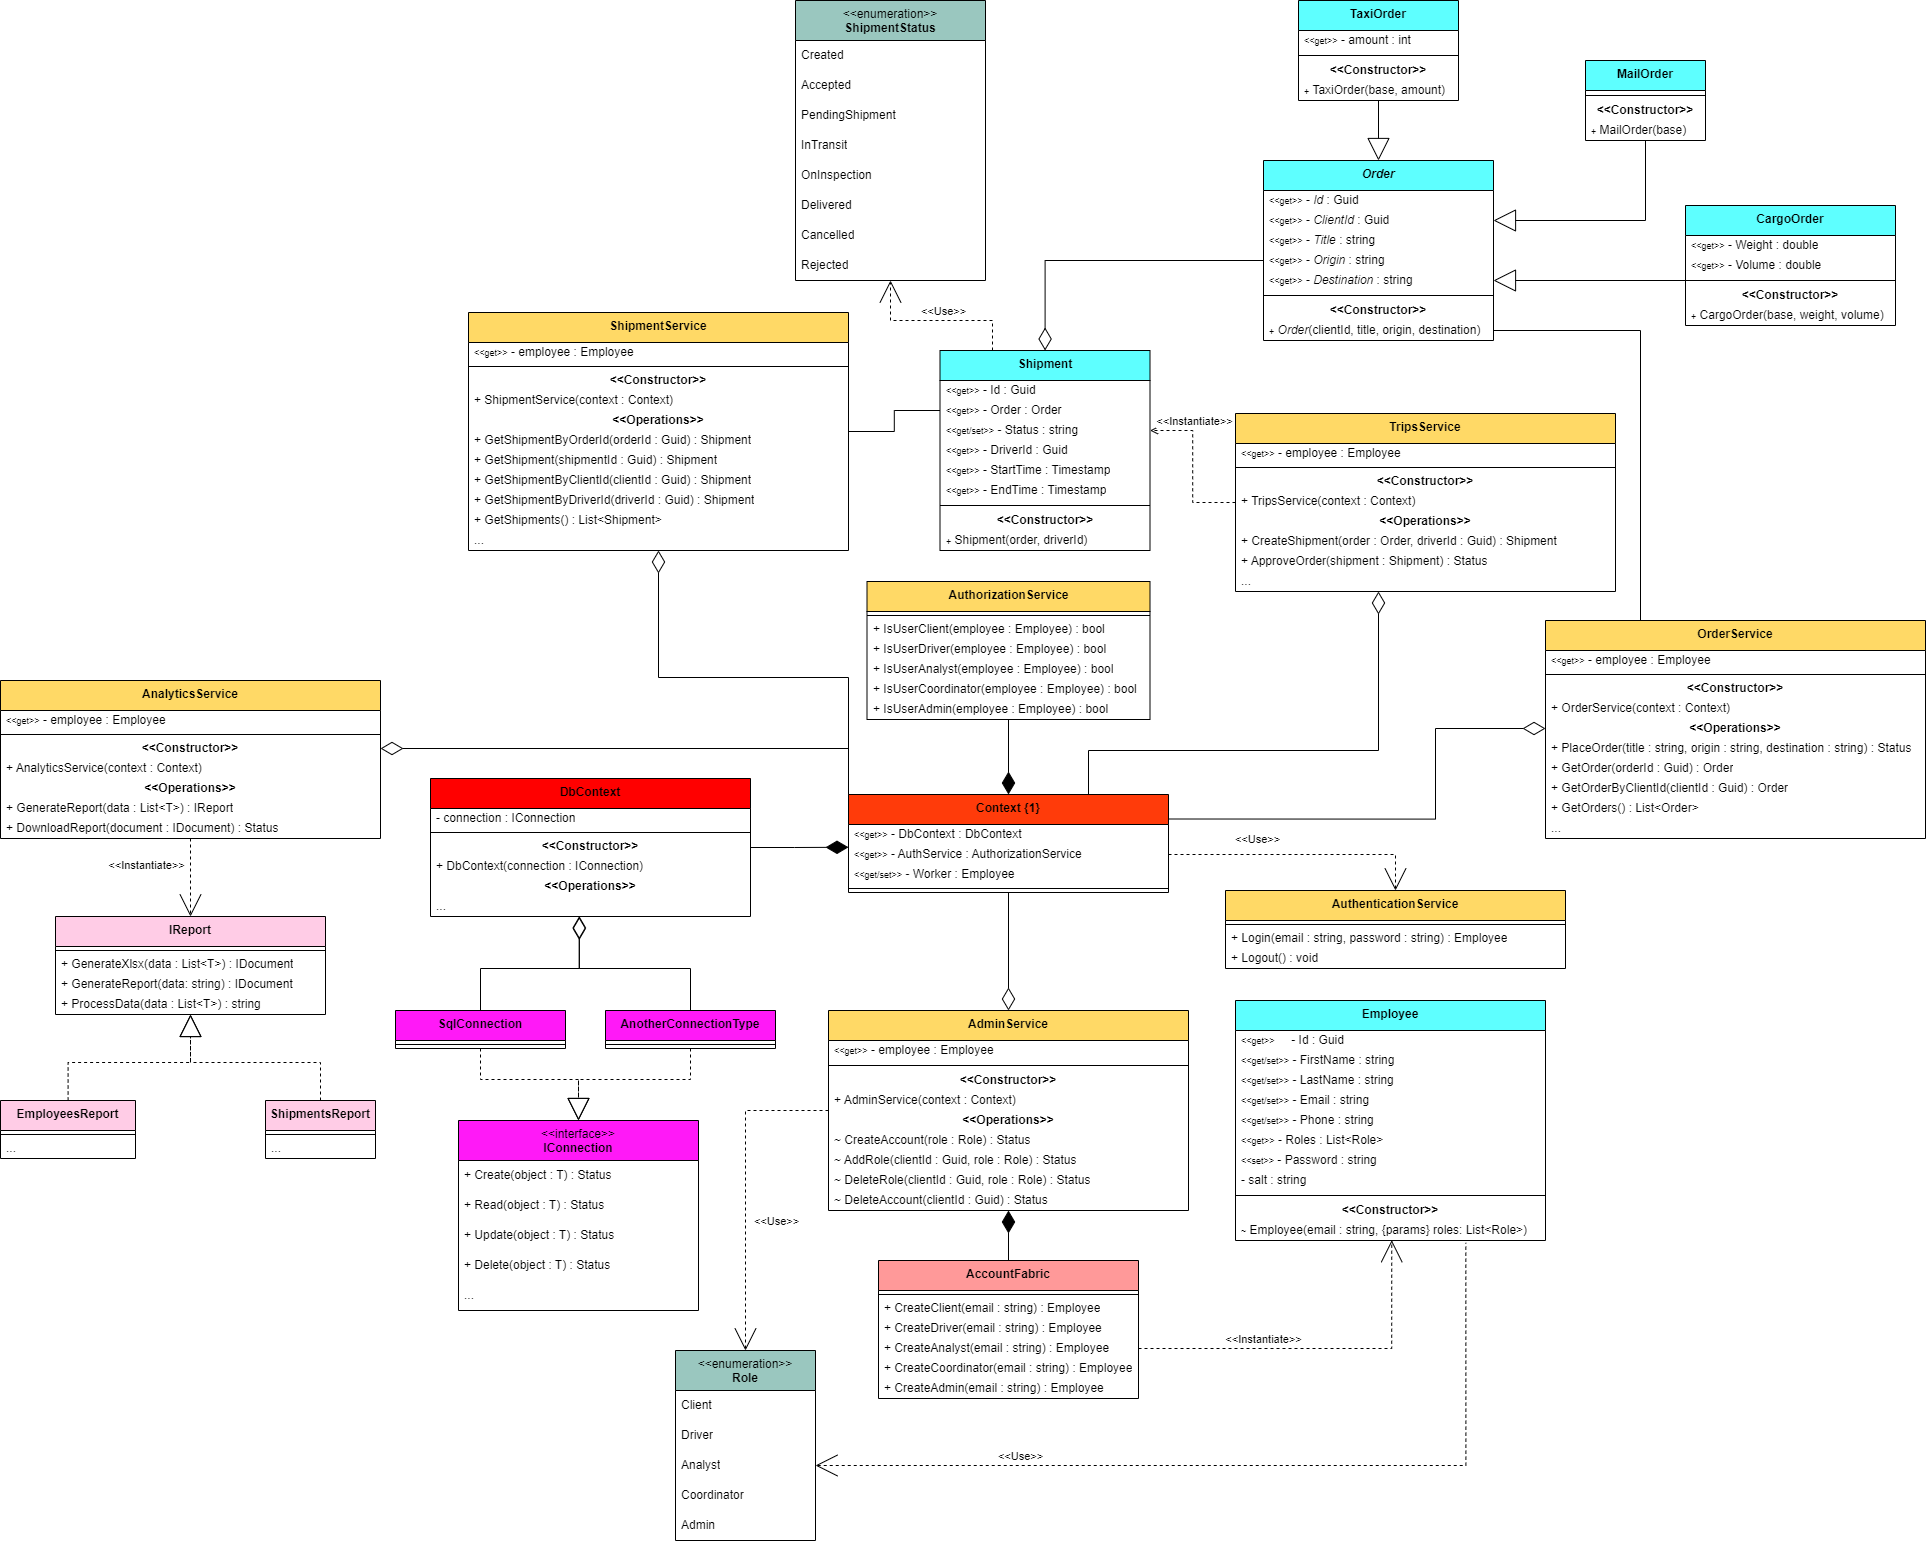 <<enumeration>>
ShipmentStatus
Created
Accepted
PendingShipment
InTransit
OnInspection
Delivered
Cancelled
Rejected
TaxiOrder
<<get>> - amount : int
<<Constructor>>
+ TaxiOrder(base, amount)
MailOrder
<<Constructor>>
+ MailOrder(base)
Order
<<get>> - Id : Guid
<<get>> - ClientId : Guid
<<get>> - Title : string
<<get>> - Origin : string
<<get>> - Destination : string
<<Constructor>>
+ Order(clientId, title, origin, destination)
CargoOrder
<<get>> - Weight : double
<<get>> - Volume : double
<<Constructor>>
+ CargoOrder(base, weight, volume)
<<Use>>
ShipmentService
<<get>> - employee : Employee
<<Constructor>>
+ ShipmentService(context : Context)
<<Operations>>
+ GetShipmentByOrderId(orderId : Guid) : Shipment
+ GetShipment(shipmentId : Guid) : Shipment
+ GetShipmentByClientId(clientId : Guid) : Shipment
+ GetShipmentByDriverId(driverId : Guid) : Shipment
+ GetShipments() : List<Shipment>
...
Shipment
<<get>> - Id : Guid
<<get>> - Order : Order
<<get/set>> - Status : string
<<get>> - DriverId : Guid
<<get>> - StartTime : Timestamp
<<get>> - EndTime : Timestamp
<<Constructor>>
+ Shipment(order, driverId)
<<Instantiate>>
TripsService
<<get>> - employee : Employee
<<Constructor>>
+ TripsService(context : Context)
<<Operations>>
+ CreateShipment(order : Order, driverId : Guid) : Shipment
+ ApproveOrder(shipment : Shipment) : Status
...
AuthorizationService
+ IsUserClient(employee : Employee) : bool
+ IsUserDriver(employee : Employee) : bool
+ IsUserAnalyst(employee : Employee) : bool
+ IsUserCoordinator(employee : Employee) : bool
+ IsUserAdmin(employee : Employee) : bool
OrderService
<<get>> - employee : Employee
<<Constructor>>
+ OrderService(context : Context)
<<Operations>>
+ PlaceOrder(title : string, origin : string, destination : string) : Status
+ GetOrder(orderId : Guid) : Order
+ GetOrderByClientId(clientId : Guid) : Order
+ GetOrders() : List<Order>
...
AnalyticsService
<<get>> - employee : Employee
<<Constructor>>
+ AnalyticsService(context : Context)
<<Operations>>
+ GenerateReport(data : List<T>) : IReport
+ DownloadReport(document : IDocument) : Status
DbContext
- connection : IConnection
<<Constructor>>
+ DbContext(connection : IConnection)
<<Operations>>
...
Context {1}
<<get>> - DbContext : DbContext
<<get>> - AuthService : AuthorizationService
<<get/set>> - Worker : Employee
<<Use>>
AuthenticationService
+ Login(email : string, password : string) : Employee
+ Logout() : void
<<Instantiate>>
IReport
+ GenerateXlsx(data : List<T>) : IDocument
+ GenerateReport(data: string) : IDocument
+ ProcessData(data : List<T>) : string
EmployeesReport
...
ShipmentsReport
...
SqlConnection
AnotherConnectionType
<<interface>>
IConnection
+ Create(object : T) : Status
+ Read(object : T) : Status
+ Update(object : T) : Status
+ Delete(object : T) : Status
...
AdminService
<<get>> - employee : Employee
<<Constructor>>
+ AdminService(context : Context)
<<Operations>>
~ CreateAccount(role : Role) : Status
~ AddRole(clientId : Guid, role : Role) : Status
~ DeleteRole(clientId : Guid, role : Role) : Status
~ DeleteAccount(clientId : Guid) : Status
Employee
<<get>> - Id : Guid
<<get/set>> - FirstName : string
<<get/set>> - LastName : string
<<get/set>> - Email : string
<<get/set>> - Phone : string
<<get>> - Roles : List<Role>
<<set>> - Password : string
- salt : string
<<Constructor>>
~ Employee(email : string, {params} roles: List<Role>)
<<Use>>
AccountFabric
+ CreateClient(email : string) : Employee
+ CreateDriver(email : string) : Employee
+ CreateAnalyst(email : string) : Employee
+ CreateCoordinator(email : string) : Employee
+ CreateAdmin(email : string) : Employee
<<Instantiate>>
<<enumeration>>
Role
Client
Driver
Analyst
Coordinator
Admin
<<Use>>